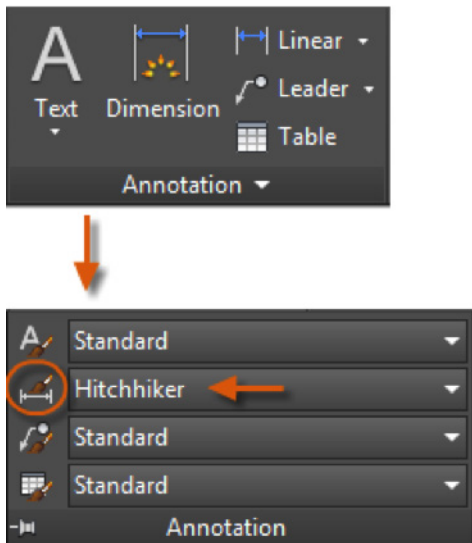 A
Text
Dimension
Linear
Leader
Table
Annotation
Standard
Hitchhiker
Standard
Standard
Annotation